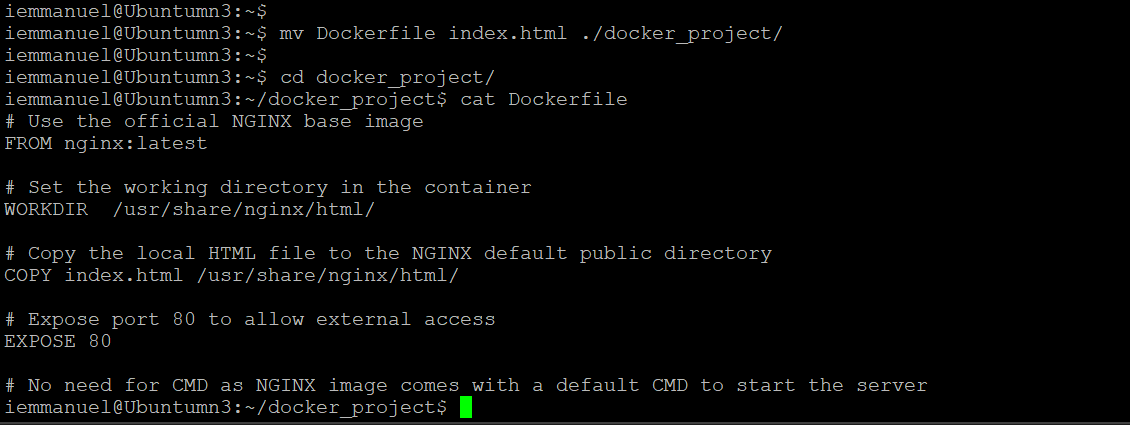 iemmanuel@Ubuntumn3:~$
iemmanuel@Ubuntumn3:~$ mv Dockerfile index.html ./docker_project/
iemmanuel@Ubuntumn3:~$
iemmanuel@Ubuntumn3:~$ cd docker_project/
iemmanuel@Ubuntumn3:~/docker_project$ cat Dockerfile
# Use the official NGINX base image
FROM nginx:latest

# Set the working directory in the container
WORKDIR  /usr/share/nginx/html/

# Copy the local HTML file to the NGINX default public directory
COPY index.html /usr/share/nginx/html/

# Expose port 80 to allow external access
EXPOSE 80

# No need for CMD as NGINX image comes with a default CMD to start the server
iemmanuel@Ubuntumn3:~/docker_project$